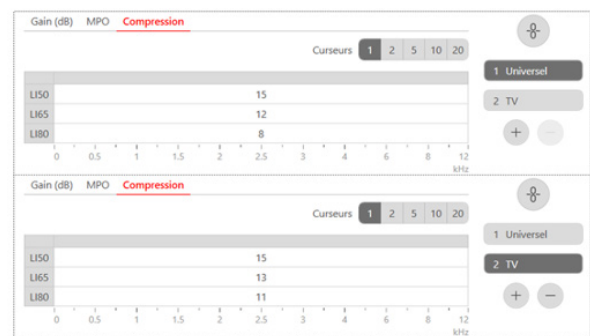 Gain (dB) MPO Compression
Curseurs 1 2 5 10 20
1 Universel
2 TV
+ −
LI50 15
LI65 12
LI80 8
0 0.5 1 1.5 2 2.5 3 4 6 8 12
kHz
Gain (dB) MPO Compression
Curseurs 1 2 5 10 20
1 Universel
2 TV
+ −
LI50 15
LI65 13
LI80 11
0 0.5 1 1.5 2 2.5 3 4 6 8 12
kHz